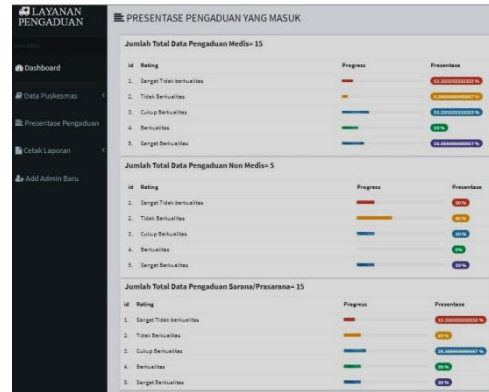 LAYANAN
PENGADUAN
Dashboard
Data Puskesmas
Presentase Pengaduan
Cetak Laporan
Add Admin Baru
PRESENTASE PENGADUAN YANG MASUK
Jumlah Total Data Pengaduan Medis= 15
id Rating Progress Presentase
1. Sangat Tidak berkualitas
2. Tidak Berkualitas
3. Cukup Berkualitas
4. Berkualitas 20 %
5. Sangat Berkualitas
Jumlah Total Data Pengaduan Non Medis= 5
id Rating Progress Presentase
1. Sangat Tidak berkualitas 20 %
2. Tidak Berkualitas 40 %
3. Cukup Berkualitas 20 %
4. Berkualitas 0%
5. Sangat Berkualitas 20 %
Jumlah Total Data Pengaduan Sarana/Prasarana= 15
id Rating Progress Presentase
1. Sangat Tidak berkualitas
2. Tidak Berkualitas 20 %
3. Cukup Berkualitas
4. Berkualitas 20 %
5. Sangat Berkualitas 20 %